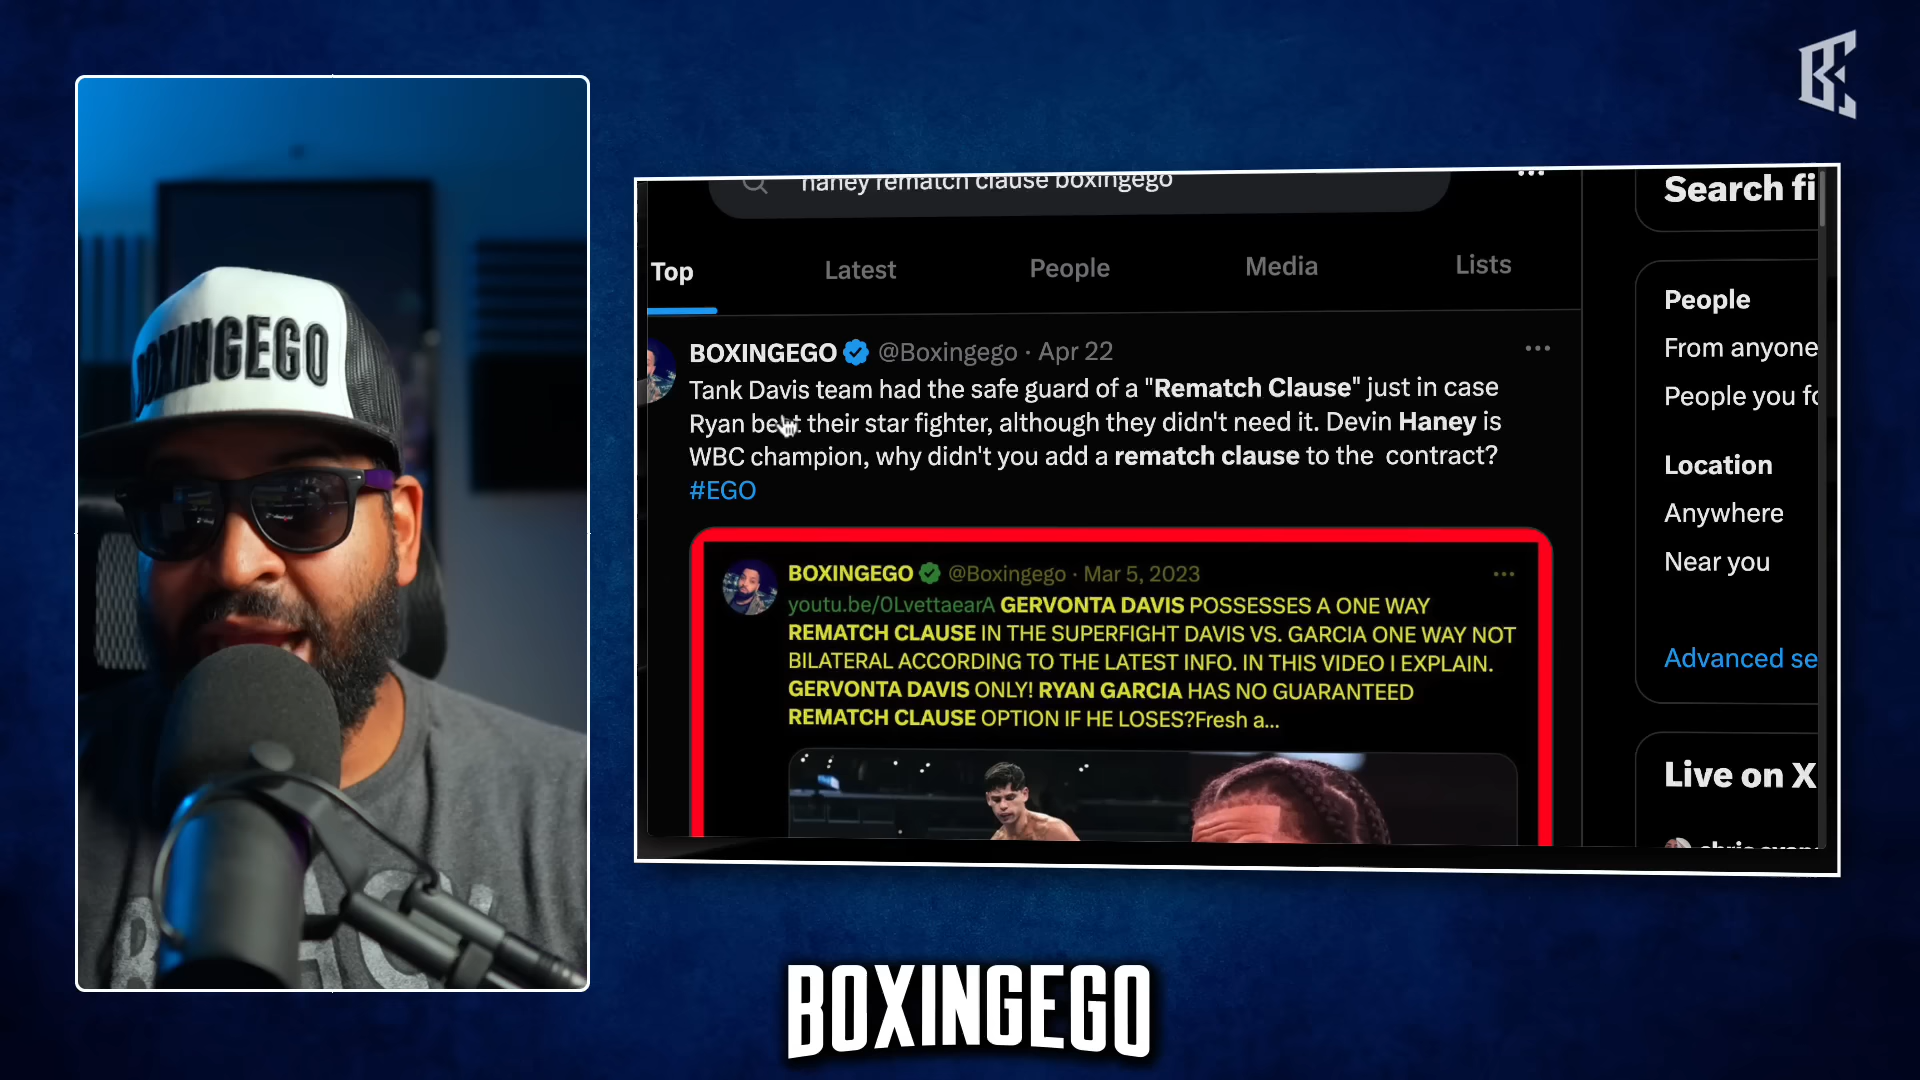 BOXINGEGO
haney rematch clause boxingego
Search fi
Top
Latest
People
Media
Lists
BOXINGEGO @Boxingego · Apr 22
Tank Davis team had the safe guard of a "Rematch Clause" just in case
Ryan beat their star fighter, although they didn't need it. Devin Haney is
WBC champion, why didn't you add a rematch clause to the contract?
#EGO
BOXINGEGO @Boxingego · Mar 5, 2023
youtu.be/0LvettaearA GERVONTA DAVIS POSSESSES A ONE WAY
REMATCH CLAUSE IN THE SUPERFIGHT DAVIS VS. GARCIA ONE WAY NOT
BILATERAL ACCORDING TO THE LATEST INFO. IN THIS VIDEO I EXPLAIN.
GERVONTA DAVIS ONLY! RYAN GARCIA HAS NO GUARANTEED
REMATCH CLAUSE OPTION IF HE LOSES?Fresh a...
People
From anyone
People you fo
Location
Anywhere
Near you
Advanced se
Live on X
BOXINGEGO